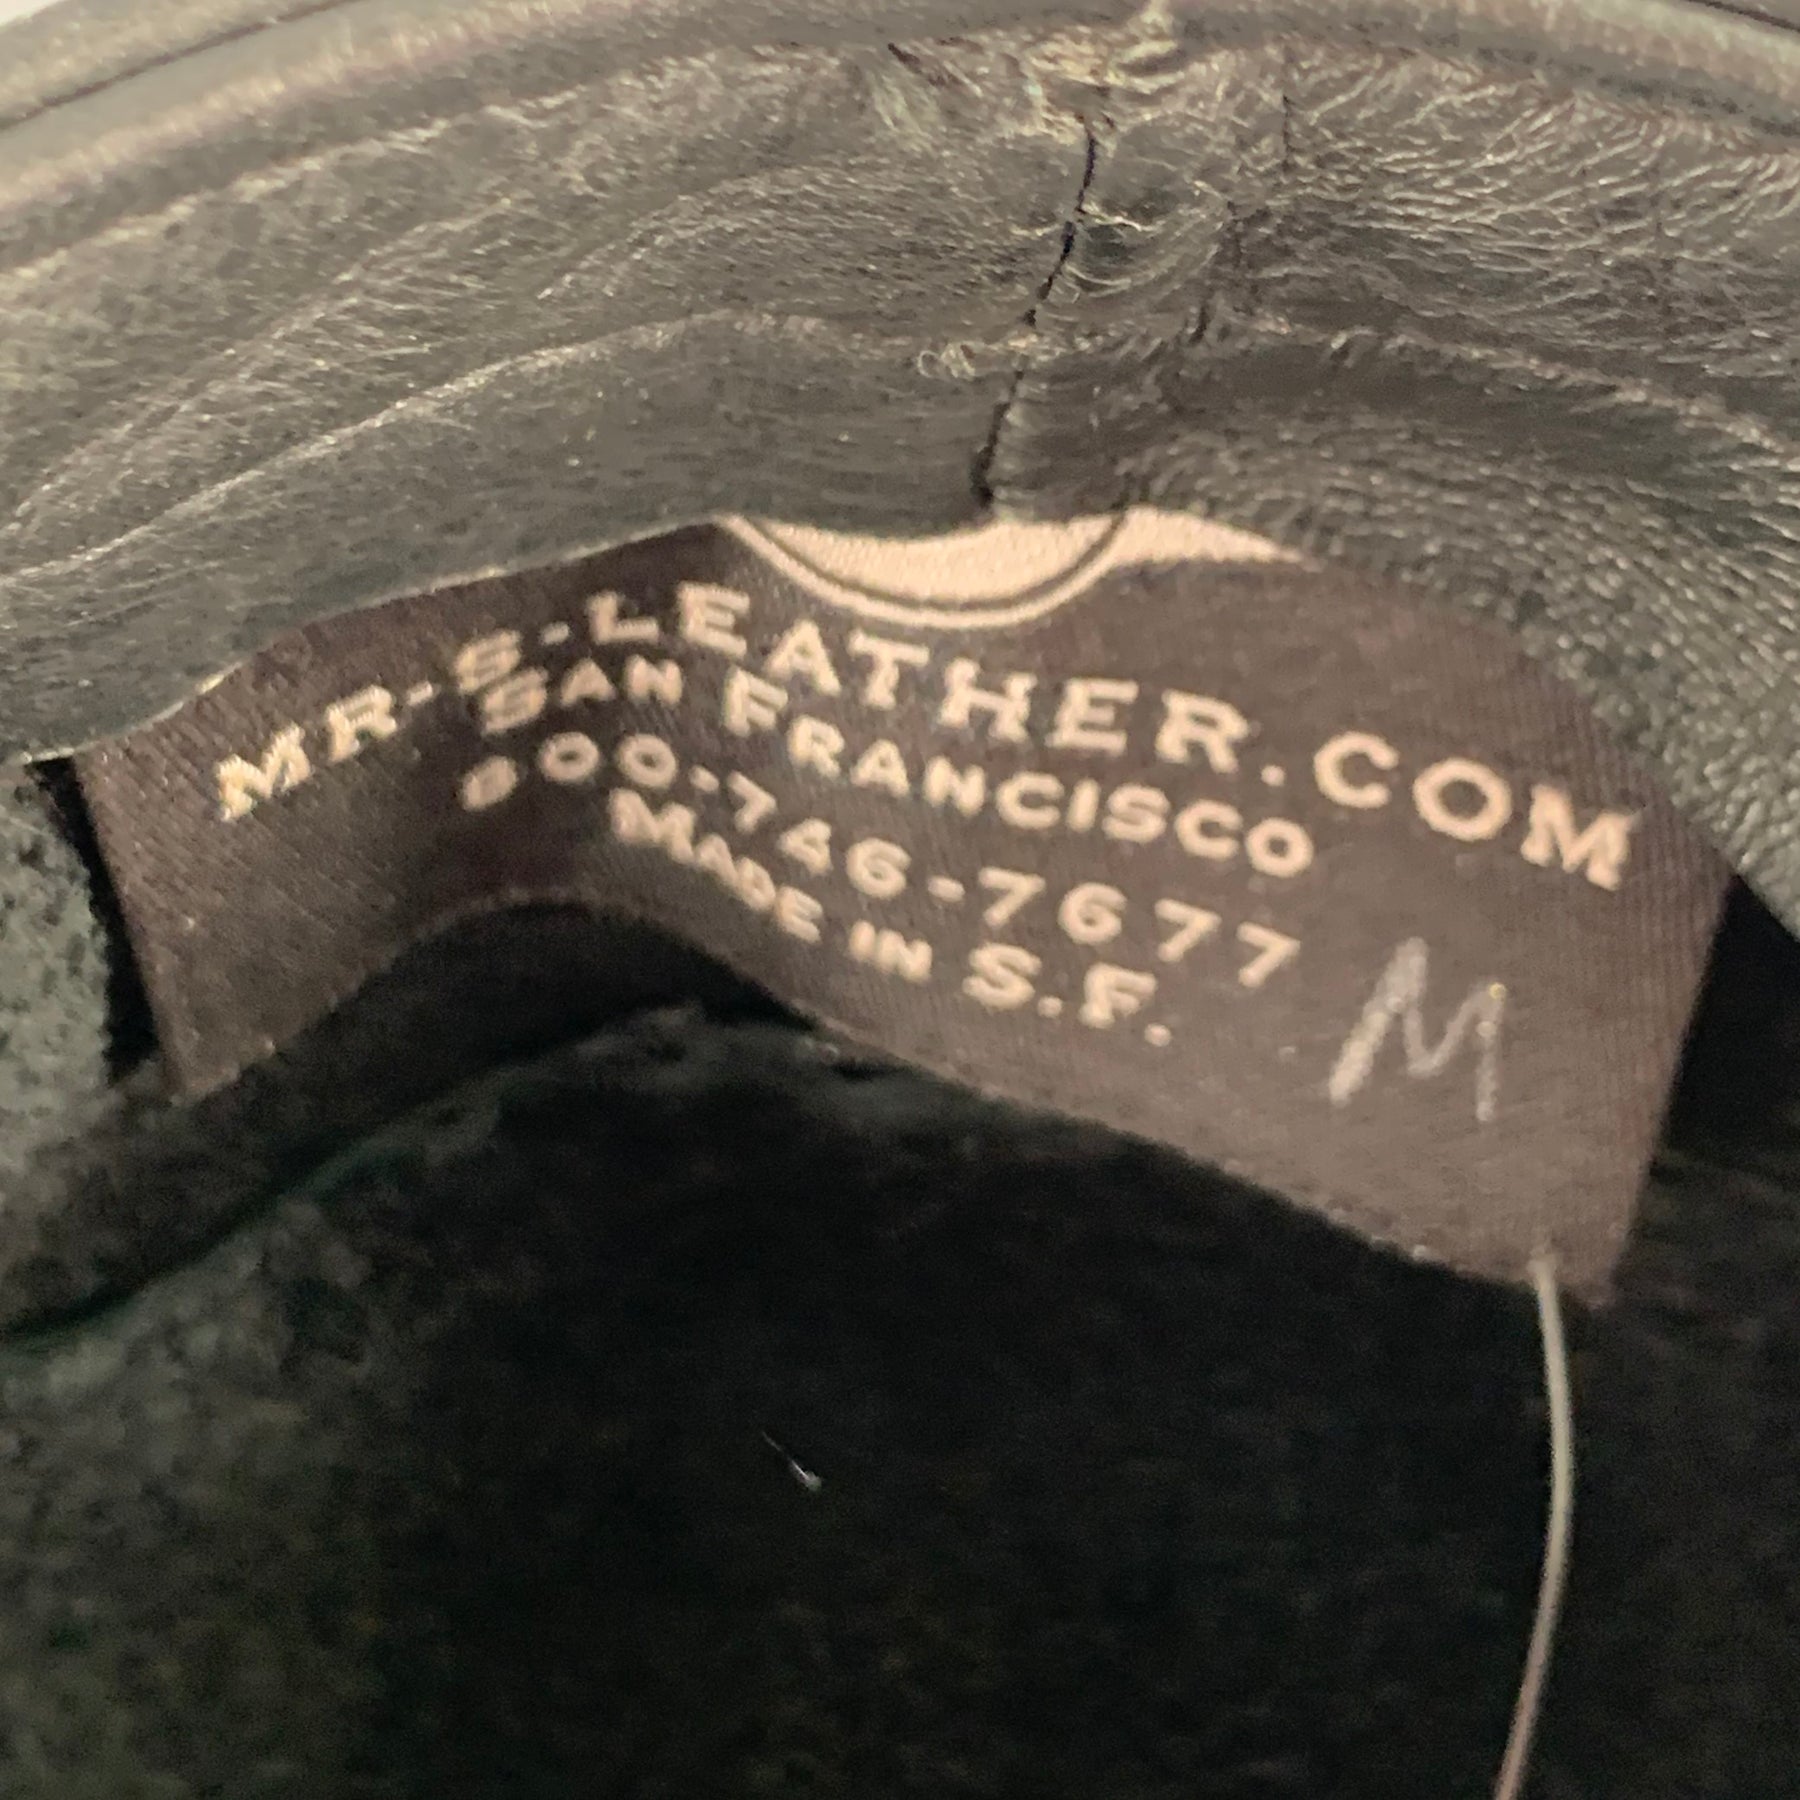 MR-S-LEATHER.COM
SAN FRANCISCO
800-746-7677
MADE IN S.F.
M